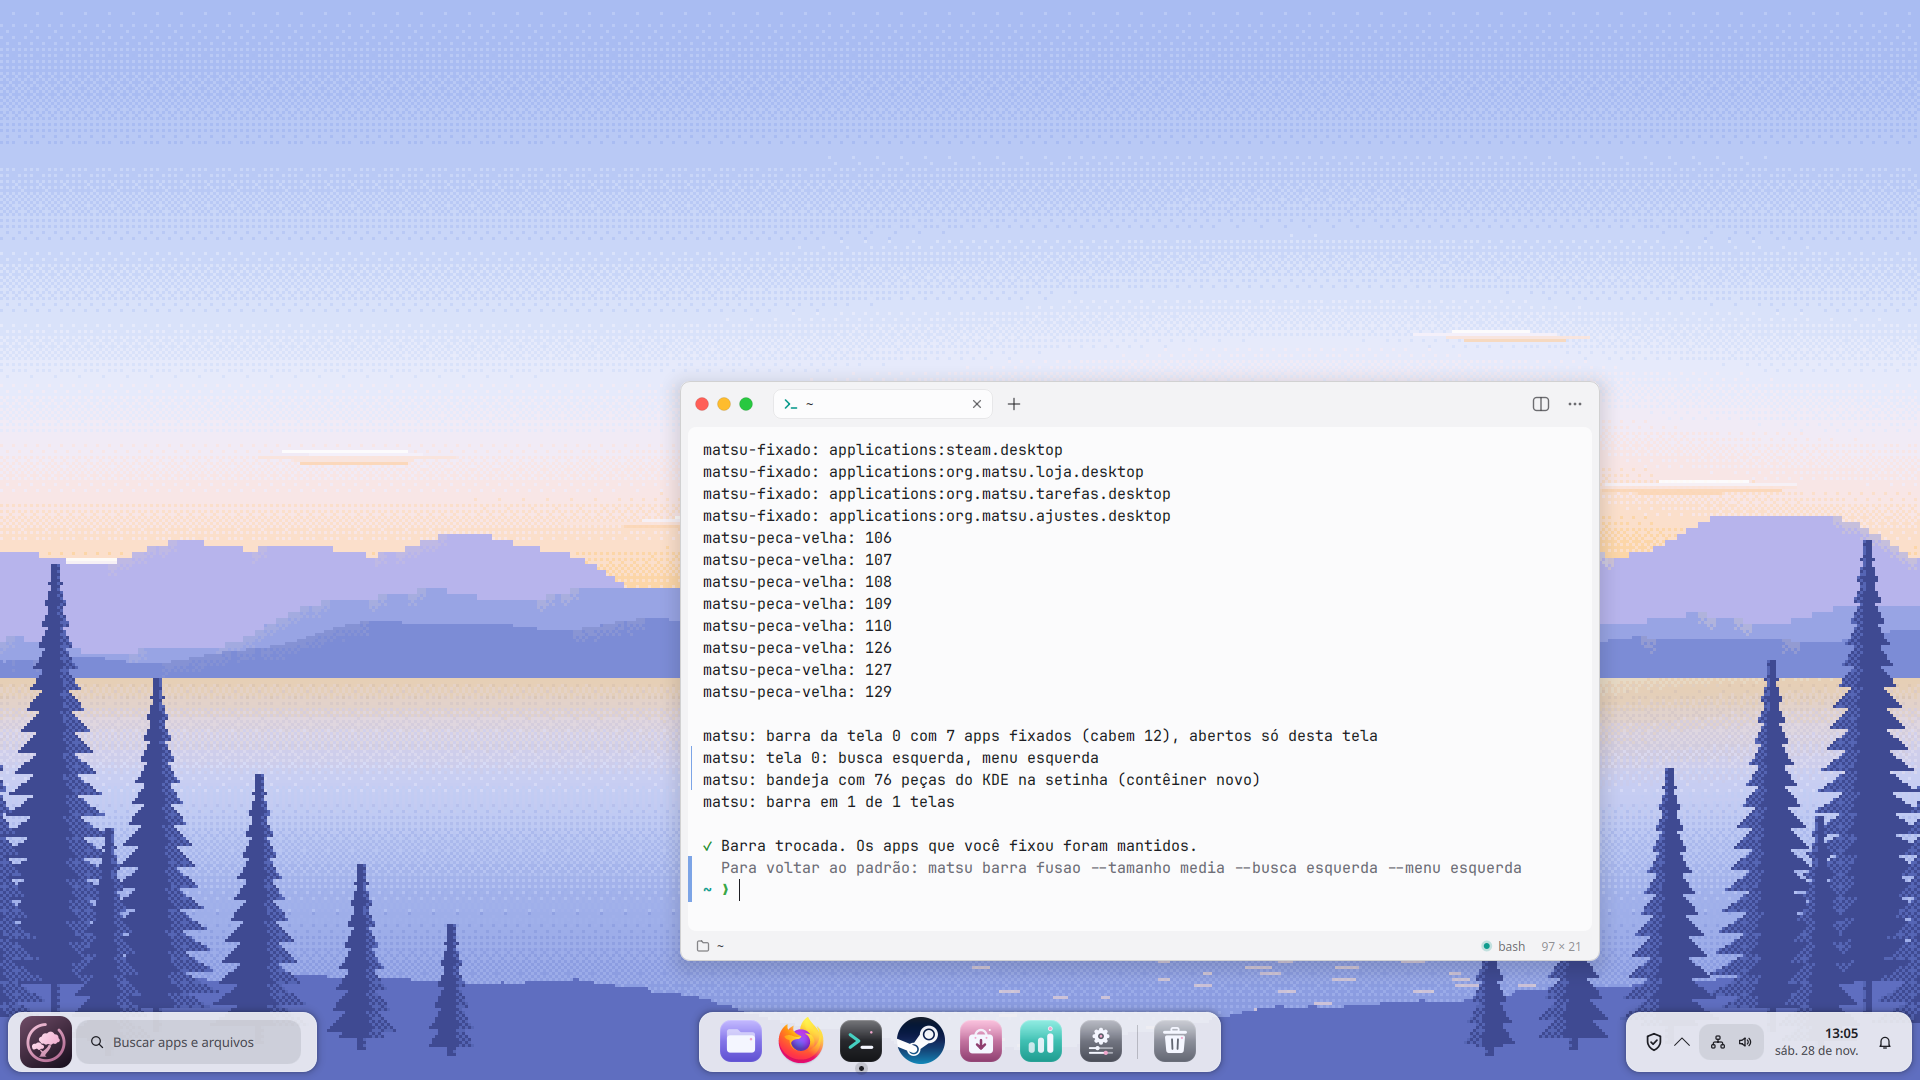 ~
matsu-fixado: applications:steam.desktop
matsu-fixado: applications:org.matsu.loja.desktop
matsu-fixado: applications:org.matsu.tarefas.desktop
matsu-fixado: applications:org.matsu.ajustes.desktop
matsu-peca-velha: 106
matsu-peca-velha: 107
matsu-peca-velha: 108
matsu-peca-velha: 109
matsu-peca-velha: 110
matsu-peca-velha: 126
matsu-peca-velha: 127
matsu-peca-velha: 129
matsu: barra da tela 0 com 7 apps fixados (cabem 12), abertos só desta tela
matsu: tela 0: busca esquerda, menu esquerda
matsu: bandeja com 76 peças do KDE na setinha (contêiner novo)
matsu: barra em 1 de 1 telas
✓ Barra trocada. Os apps que você fixou foram mantidos.
Para voltar ao padrão: matsu barra fusao --tamanho media --busca esquerda --menu esquerda
~ ❯
~ bash 97 × 21
Buscar apps e arquivos
13:05
sáb. 28 de nov.